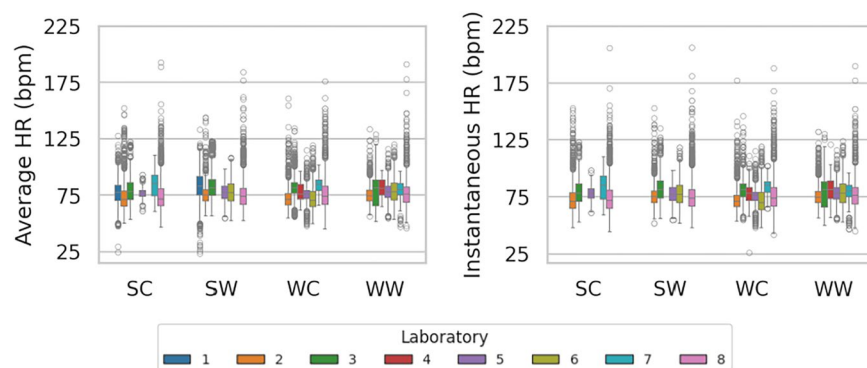 Average HR (bpm)
225
175
125
75
25
SC SW WC WW
Instantaneous HR (bpm)
225
175
125
75
25
SC SW WC WW
Laboratory
1 2 3 4 5 6 7 8